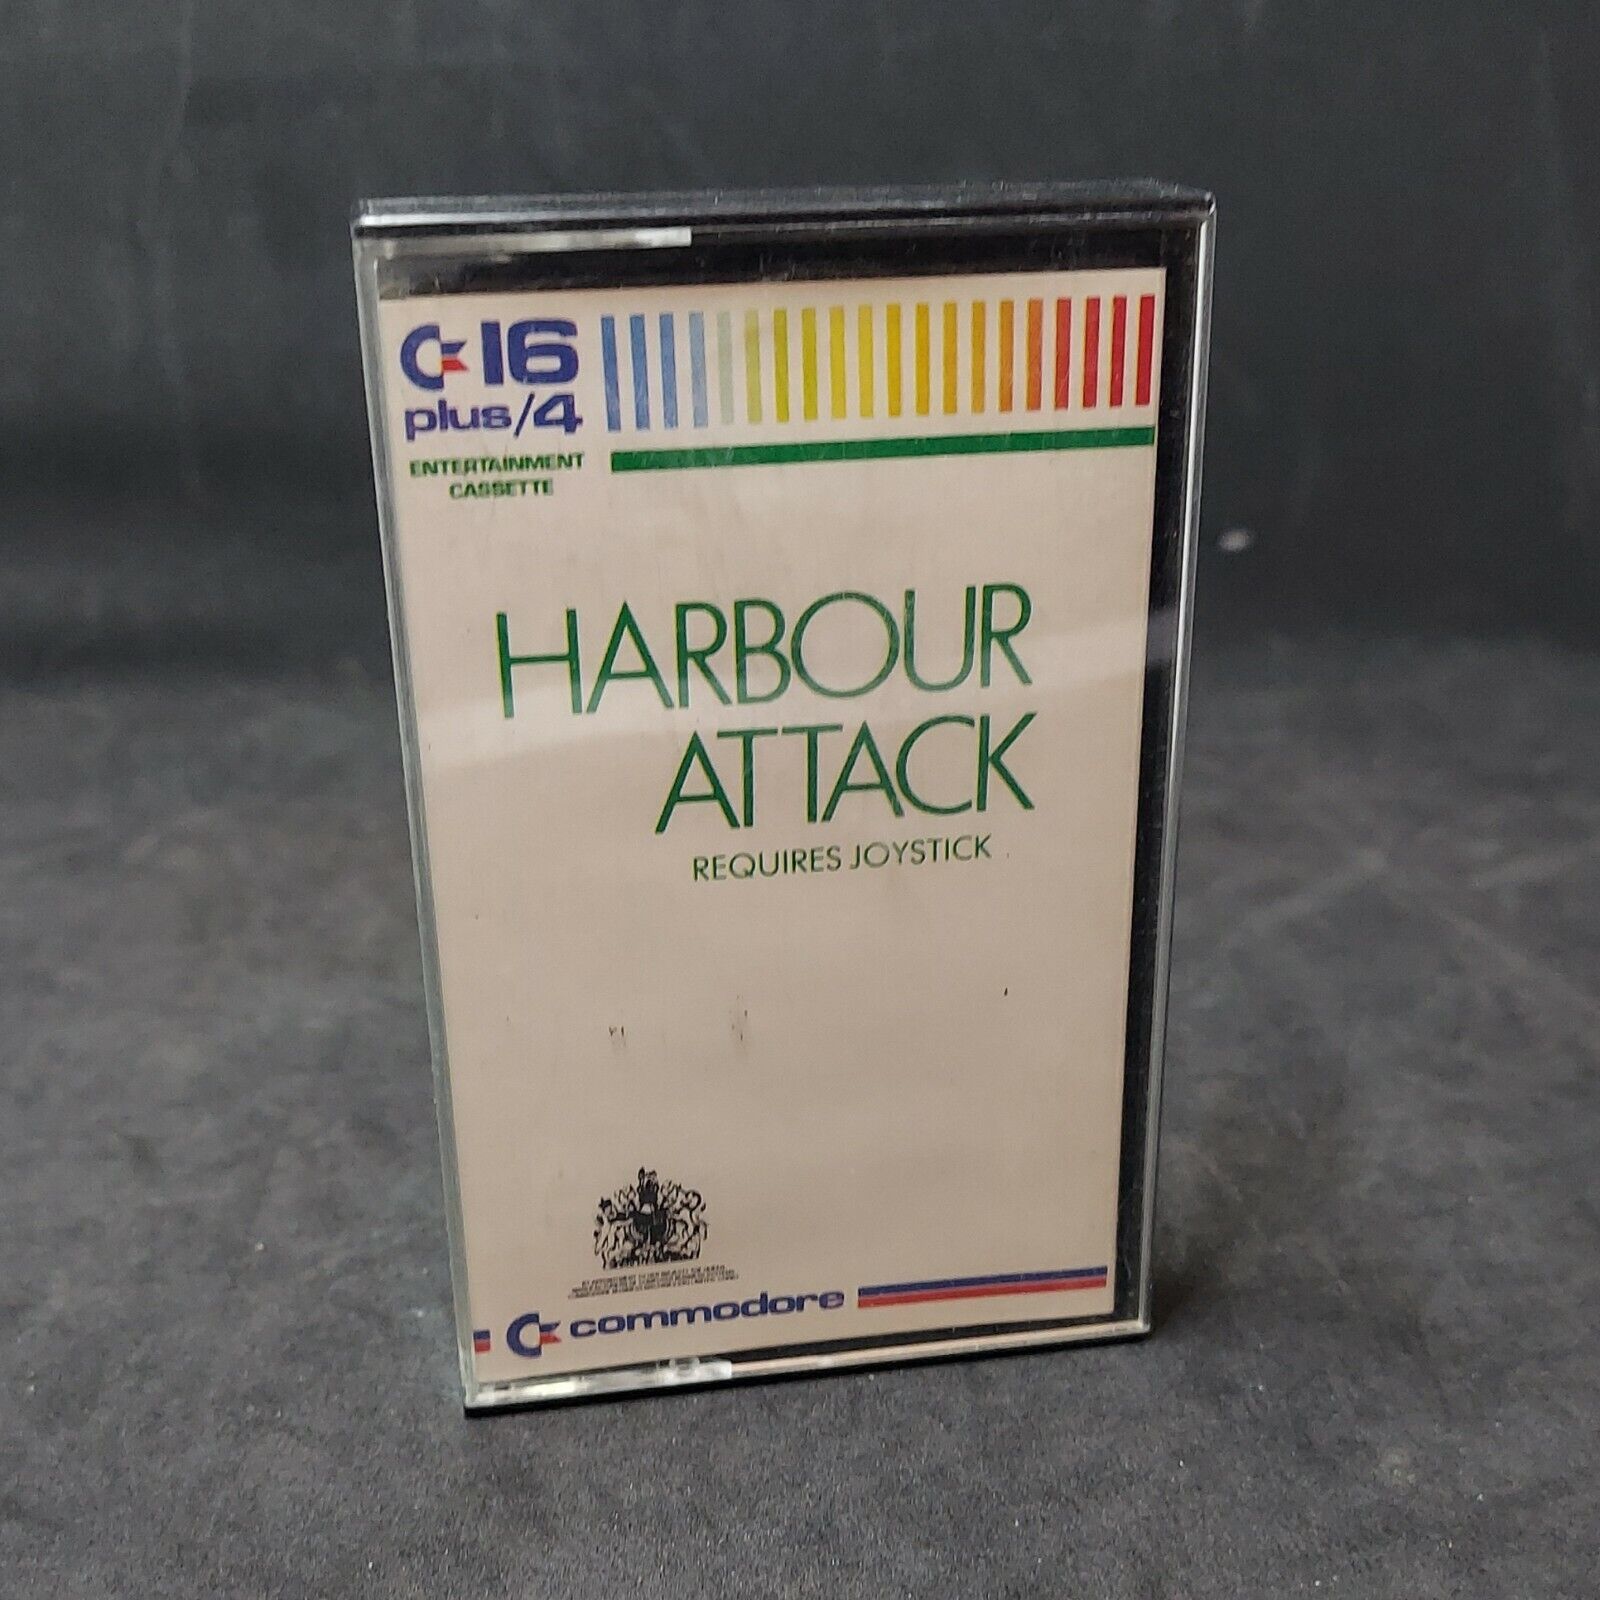 C16
plus/4
ENTERTAINMENT
CASSETTE
HARBOUR
ATTACK
REQUIRES JOYSTICK
commodore